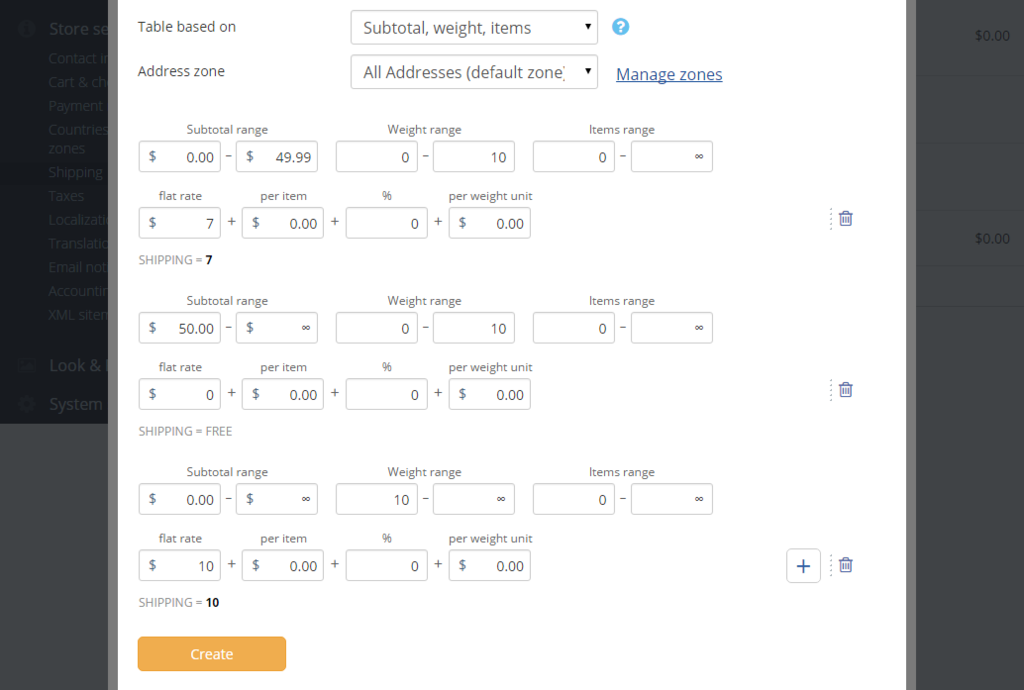 Store se
Contact in
Cart & ch
Payment
Countries
zones
Shipping
Taxes
Localizati
Translatio
Email not
Accountin
XML sitem
Look &
System
Table based on
Subtotal, weight, items
?
Address zone
All Addresses (default zone)
Manage zones
Subtotal range Weight range Items range
$ 0.00 - $ 49.99 0 - 10 0 - ∞
flat rate per item % per weight unit
$ 7 + $ 0.00 + 0 + $ 0.00
SHIPPING = 7
Subtotal range Weight range Items range
$ 50.00 - $ ∞ 0 - 10 0 - ∞
flat rate per item % per weight unit
$ 0 + $ 0.00 + 0 + $ 0.00
SHIPPING = FREE
Subtotal range Weight range Items range
$ 0.00 - $ ∞ 10 - ∞ 0 - ∞
flat rate per item % per weight unit
$ 10 + $ 0.00 + 0 + $ 0.00
+
SHIPPING = 10
Create
$0.00
$0.00